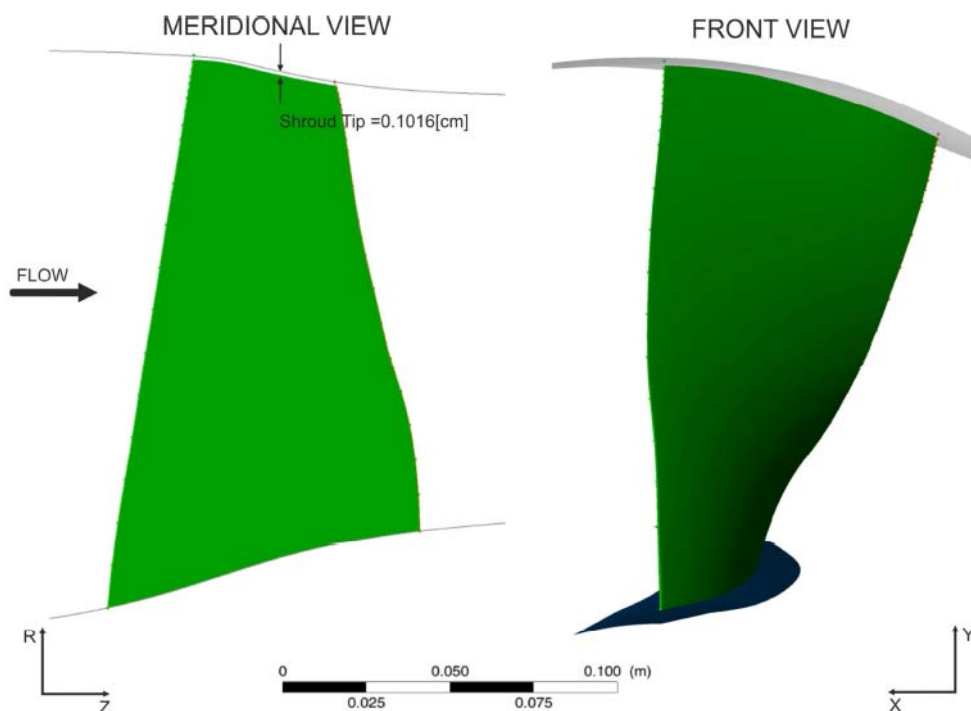 MERIDIONAL VIEW
FRONT VIEW
Shroud Tip =0.1016[cm]
FLOW
R
Z
0 0.050 0.100 (m)
0.025 0.075
Y
X